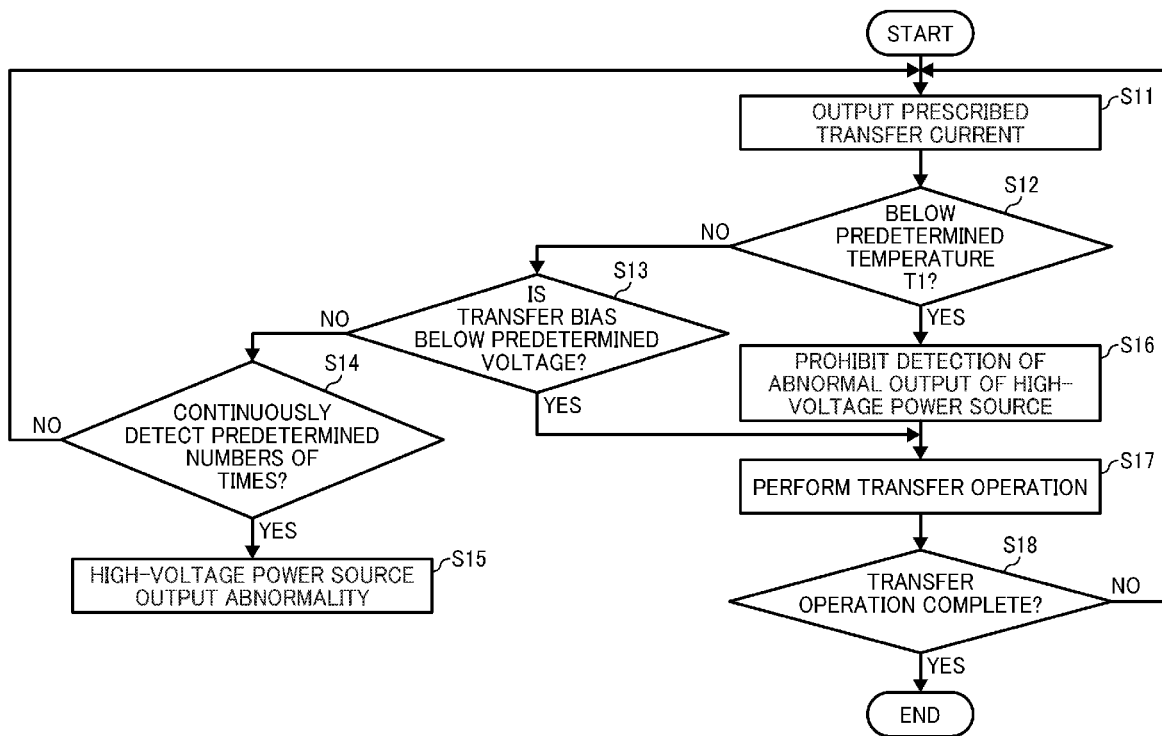 START
S11
OUTPUT PRESCRIBED
TRANSFER CURRENT
S12
BELOW
PREDETERMINED
TEMPERATURE
T1?
NO
YES
S13
IS
TRANSFER BIAS
BELOW PREDETERMINED
VOLTAGE?
NO
YES
S14
CONTINUOUSLY
DETECT PREDETERMINED
NUMBERS OF
TIMES?
NO
YES
S15
HIGH-VOLTAGE POWER SOURCE
OUTPUT ABNORMALITY
S16
PROHIBIT DETECTION OF
ABNORMAL OUTPUT OF HIGH-
VOLTAGE POWER SOURCE
S17
PERFORM TRANSFER OPERATION
S18
TRANSFER
OPERATION COMPLETE?
NO
YES
END